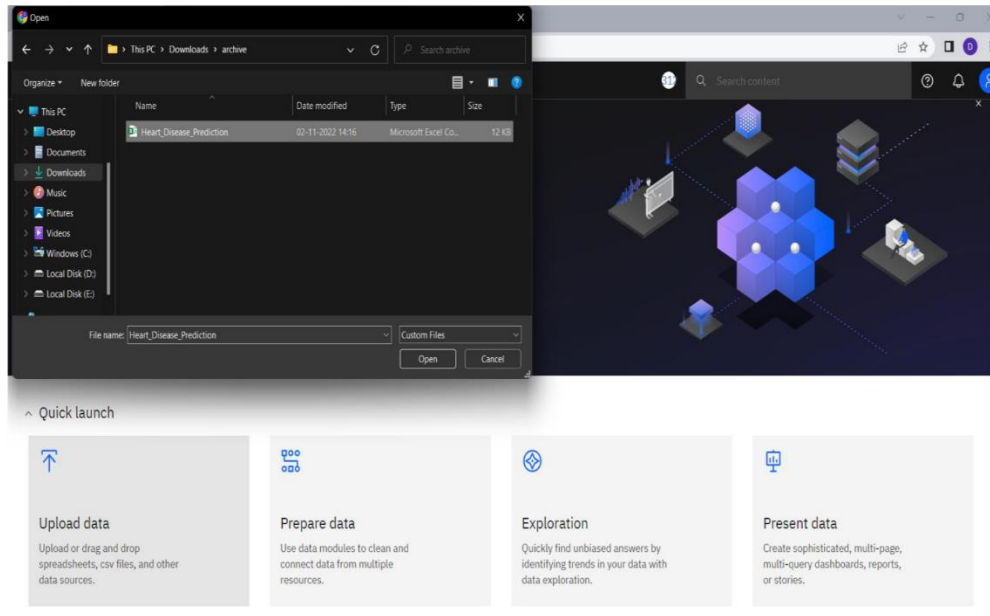 Open
This PC > Downloads > archive
Search archive
Organize
New folder
Name
Date modified
Type
Size
This PC
Desktop
Documents
Downloads
Music
Pictures
Videos
Windows (C:)
Local Disk (D:)
Local Disk (E:)
Heart_Disease_Prediction
02-11-2022 14:16
Microsoft Excel Co...
12 KB
File name:
Heart_Disease_Prediction
Custom Files
Open
Cancel
Search content
D
Quick launch
Upload data
Upload or drag and drop
spreadsheets, csv files, and other
data sources.
Prepare data
Use data modules to clean and
connect data from multiple
resources.
Exploration
Quickly find unbiased answers by
identifying trends in your data with
data exploration.
Present data
Create sophisticated, multi-page,
multi-query dashboards, reports,
or stories.